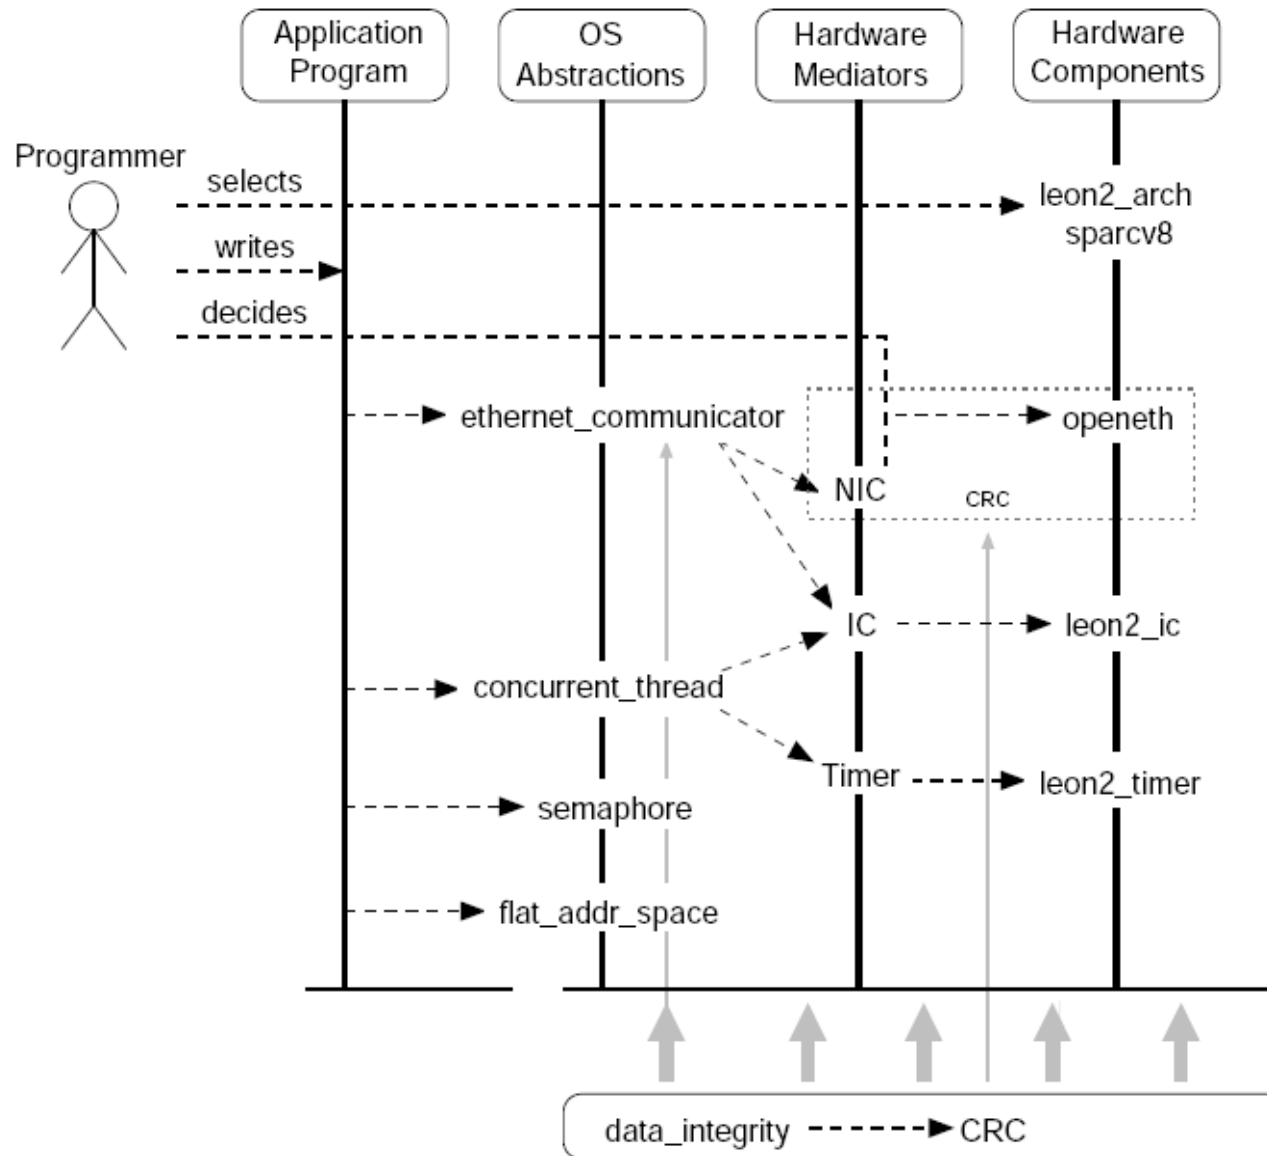 Application
Program
OS
Abstractions
Hardware
Mediators
Hardware
Components
Programmer
selects
leon2_arch
sparcv8
writes
decides
ethernet_communicator
openeth
NIC
CRC
IC
leon2_ic
concurrent_thread
Timer
leon2_timer
semaphore
flat_addr_space
data_integrity
CRC